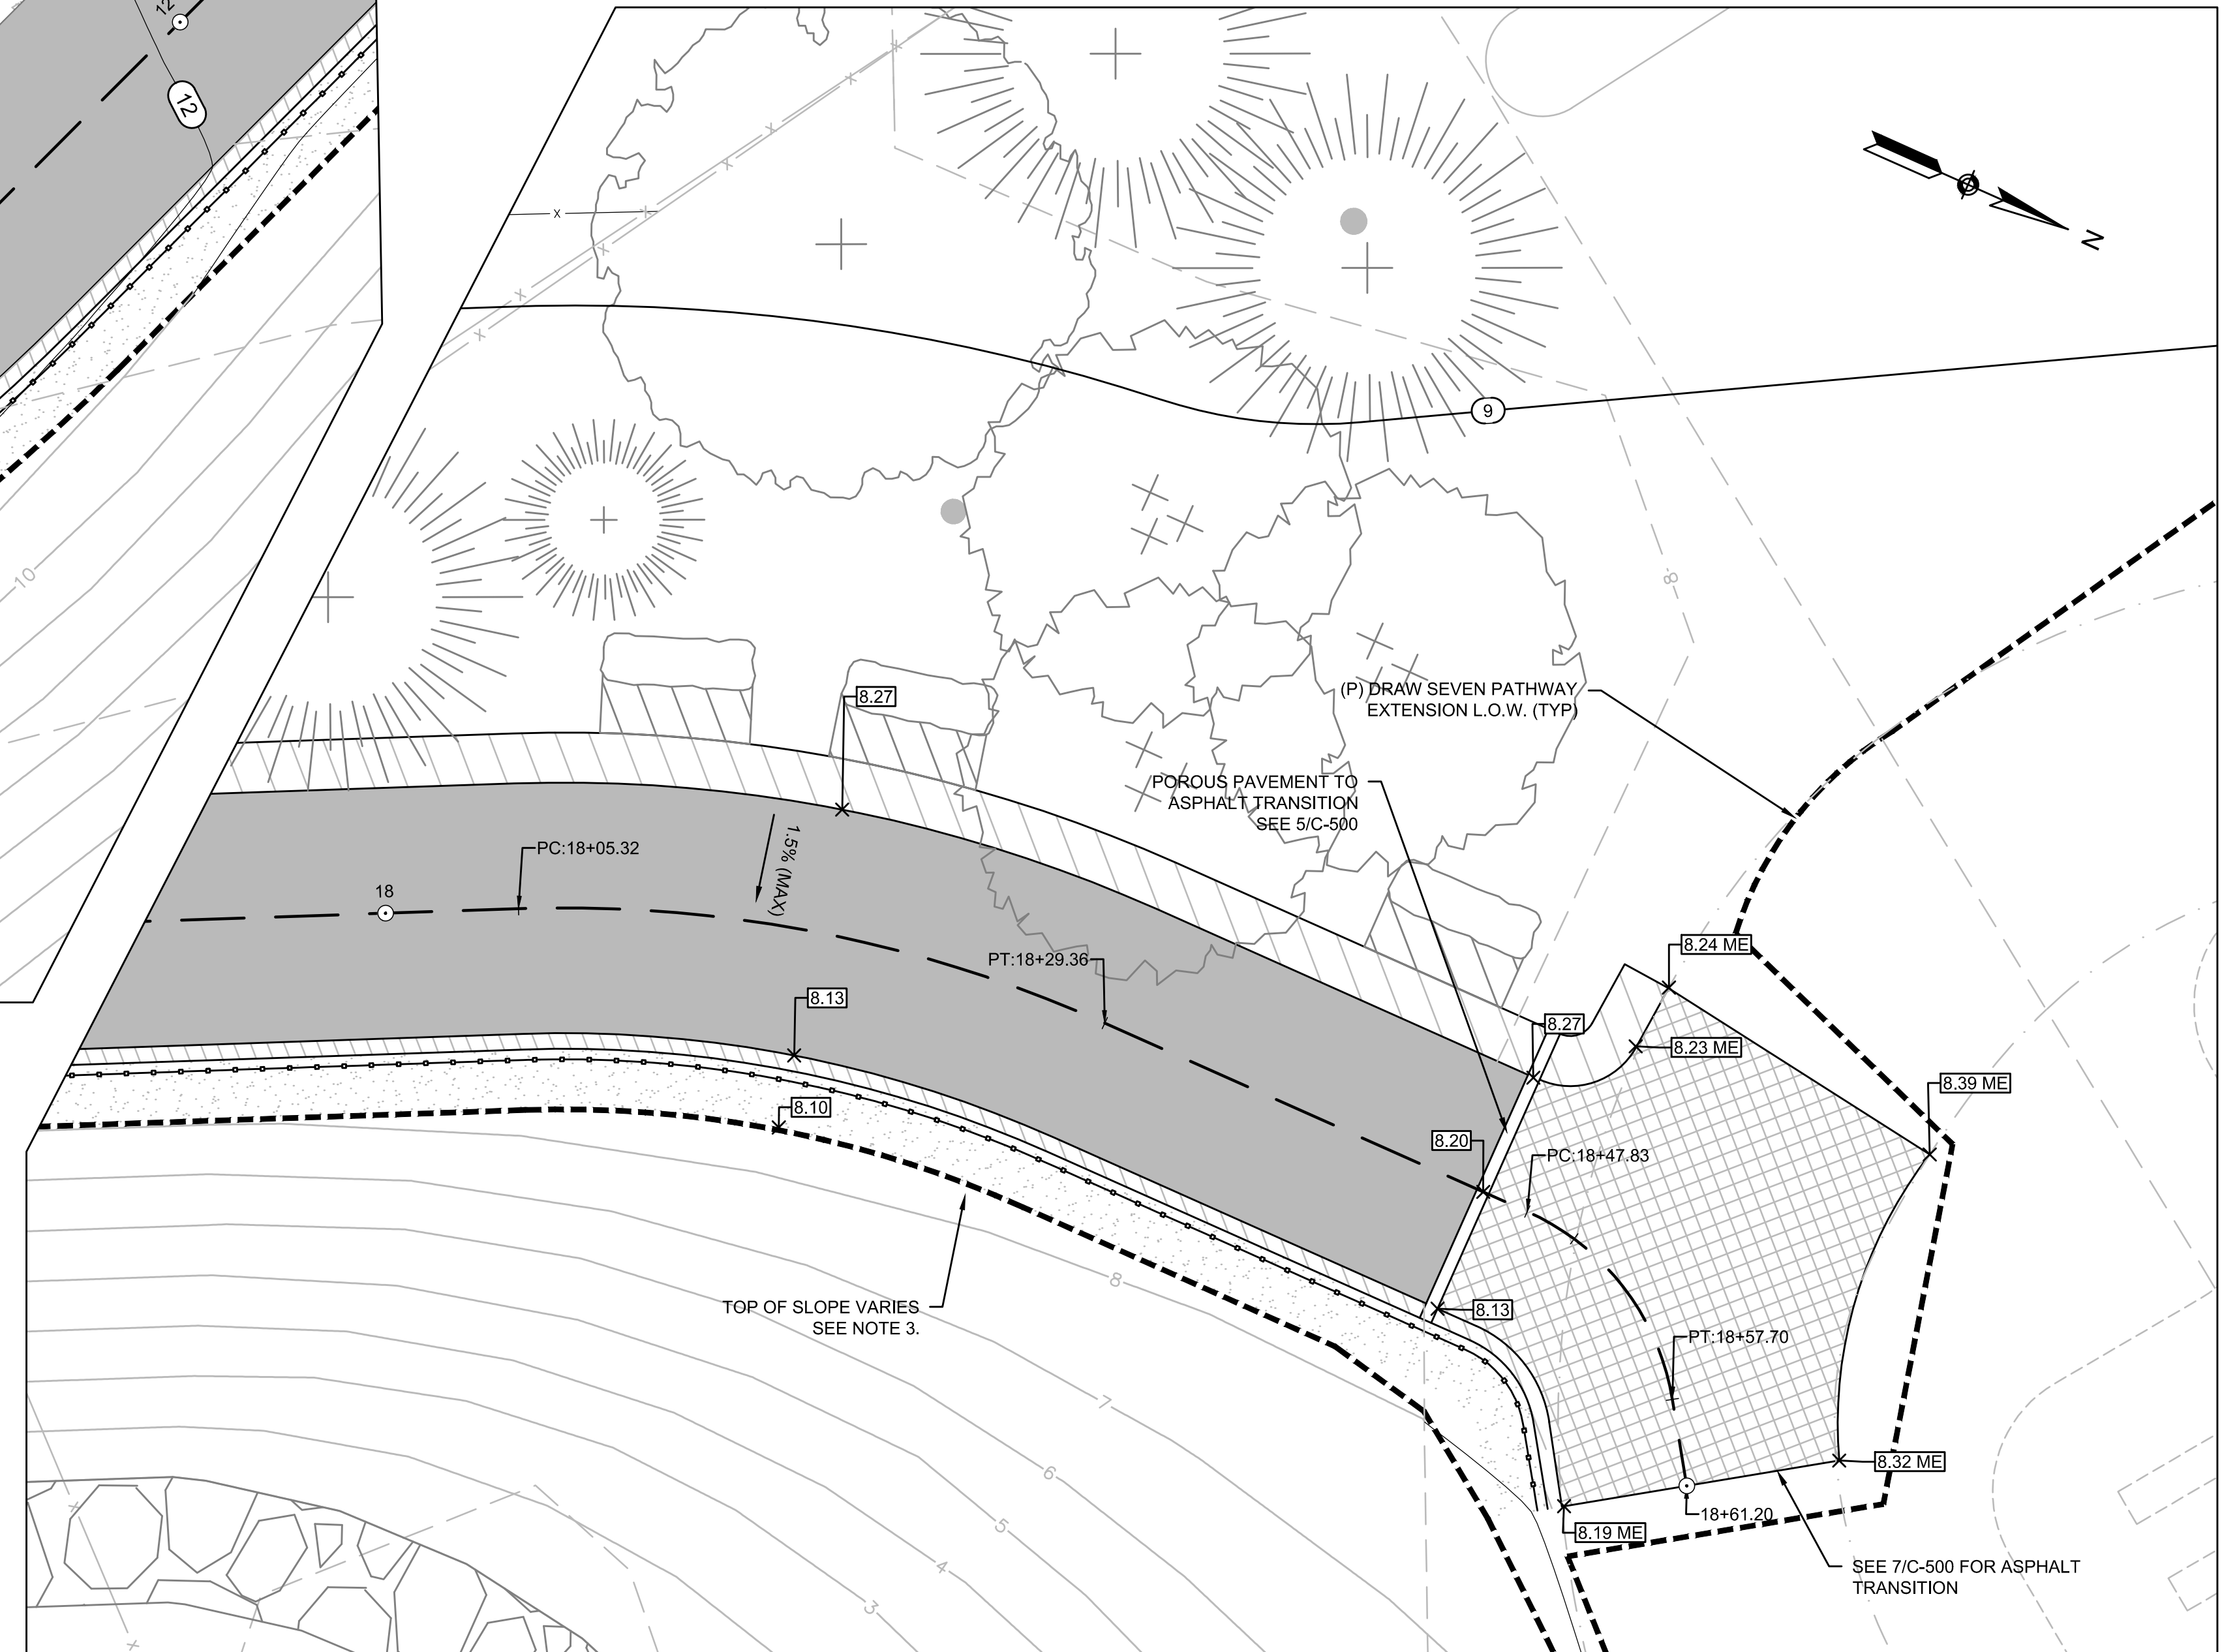 12
12
X
X
X
X
X
X
X
X
X
X
N
9
10
8
(P) DRAW SEVEN PATHWAY
EXTENSION L.O.W. (TYP)
8.27
POROUS PAVEMENT TO
ASPHALT TRANSITION
SEE 5/C-500
1.5% (MAX)
PC:18+05.32
18
PT:18+29.36
8.24 ME
8.13
8.27
8.23 ME
8.39 ME
8.10
8.20
PC:18+47.83
8
TOP OF SLOPE VARIES
SEE NOTE 3.
8.13
PT:18+57.70
7
6
8.32 ME
5
18+61.20
8.19 ME
4
SEE 7/C-500 FOR ASPHALT
TRANSITION
3
X
X